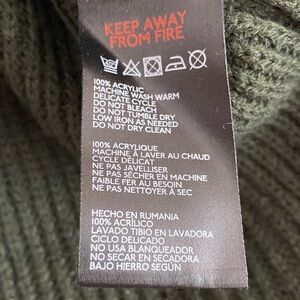 KEEP AWAY
FROM FIRE
100% ACRYLIC
MACHINE WASH WARM
DELICATE CYCLE
DO NOT BLEACH
DO NOT TUMBLE DRY
LOW IRON AS NEEDED
DO NOT DRY CLEAN
100% ACRYLIQUE
MACHINE À LAVER AU CHAUD
CYCLE DÉLICAT
NE PAS JAVELLISER
NE PAS SÉCHER EN MACHINE
FAIBLE FER AU BESOIN
NE PAS NETTOYER À SEC
HECHO EN RUMANIA
100% ACRÍLICO
LAVADO TIBIO EN LAVADORA
CICLO DELICADO
NO USA BLANQUEADOR
NO SECAR EN SECADORA
BAJO HIERRO SEGÚN